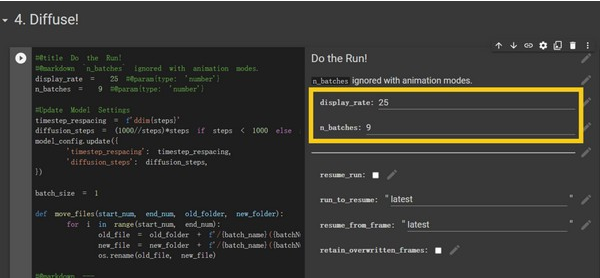 4. Diffuse!
#@title Do the Run!
#@markdown `n_batches` ignored with animation modes.
display_rate = 25 #@param{type: 'number'}
n_batches = 9 #@param{type: 'number'}
#Update Model Settings
timestep_respacing = f'ddim{steps}'
diffusion_steps = (1000//steps)*steps if steps < 1000 else
model_config.update({
'timestep_respacing': timestep_respacing,
'diffusion_steps': diffusion_steps,
})
batch_size = 1
def move_files(start_num, end_num, old_folder, new_folder):
for i in range(start_num, end_num):
old_file = old_folder + f'/{batch_name}({batchN
new_file = new_folder + f'/{batch_name}({batchN
os.rename(old_file, new_file)
#@markdown ---
Do the Run!
n_batches ignored with animation modes.
display_rate: 25
n_batches: 9
resume_run:
run_to_resume: "latest"
resume_from_frame: "latest"
retain_overwritten_frames: